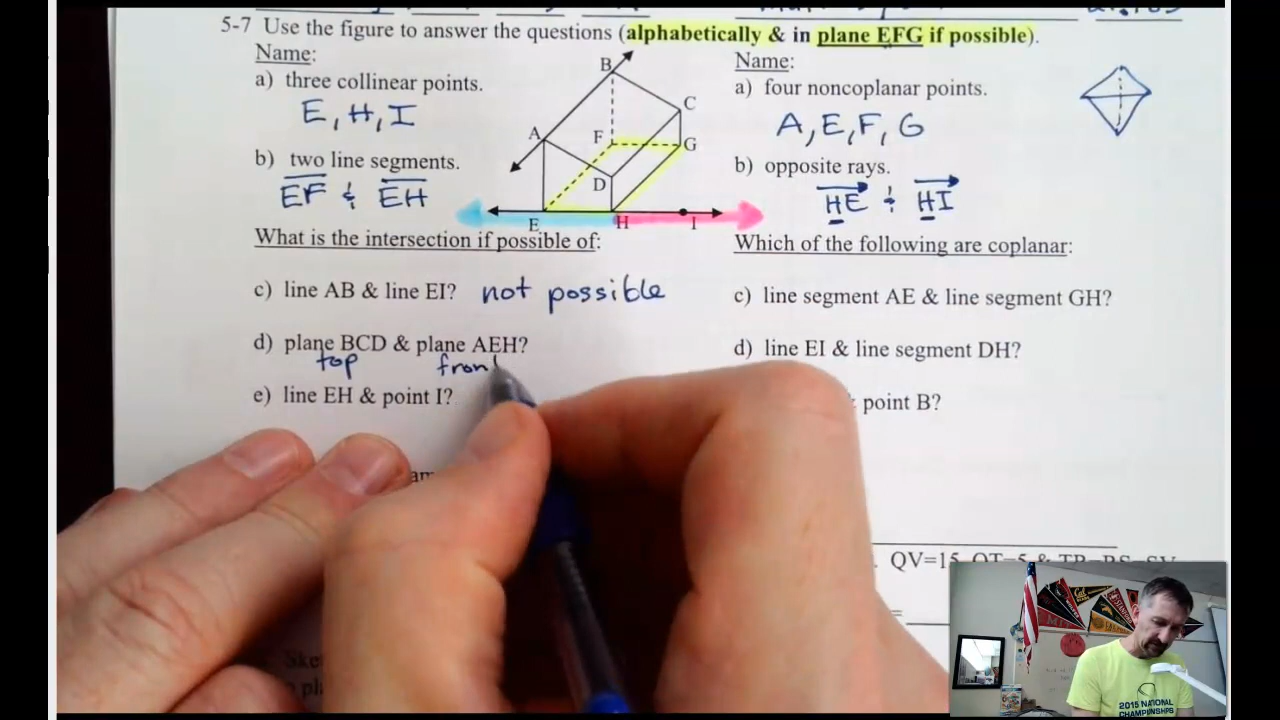 5-7 Use the figure to answer the questions (alphabetically & in plane EFG if possible).
Name:
a) three collinear points.
E, H, I
b) two line segments.
EF & EH
What is the intersection if possible of:
c) line AB & line EI? not possible
d) plane BCD & plane AEH?
top fron
e) line EH & point I?
B
A
C
F
G
D
E
H
I
Name:
a) four noncoplanar points.
A, E, F, G
b) opposite rays.
HE & HI
Which of the following are coplanar:
c) line segment AE & line segment GH?
d) line EI & line segment DH?
point B?
QV=15
2015 NATIONAL
CHAMPIONSHIPS